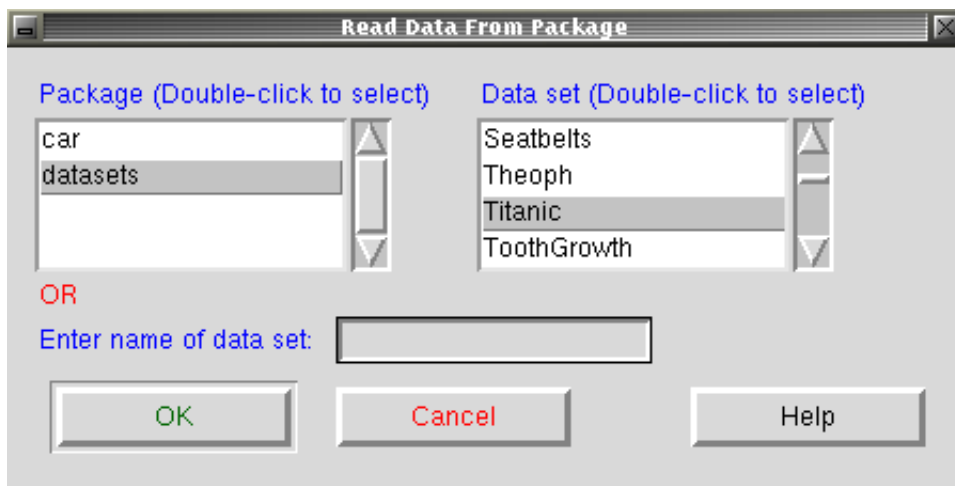 Read Data From Package
Package (Double-click to select)
car
datasets
Data set (Double-click to select)
Seatbelts
Theoph
Titanic
ToothGrowth
OR
Enter name of data set:
OK
Cancel
Help